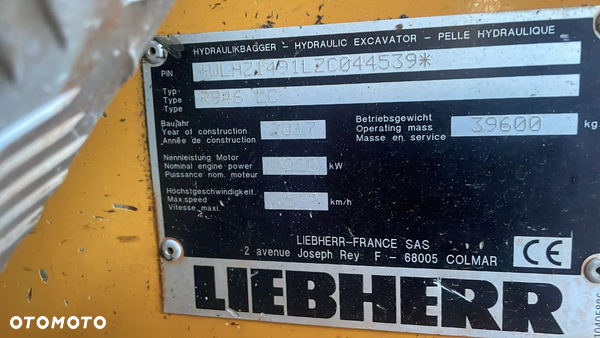 HYDRAULIKBAGGER - HYDRAULIC EXCAVATOR - PELLE HYDRAULIQUE
PIN *WLHZ1491LZC044539*
Typ
Type R946 LC
Type
Baujahr
Year of construction
Année de construction
Betriebsgewicht
Operating mass 39600 kg
Masse en service
Nennleistung Motor
Nominal engine power kW
Puissance nom. moteur
Höchstgeschwindigkeit
Max.speed km/h
Vitesse maxi.
LIEBHERR-FRANCE SAS
2 avenue Joseph Rey F - 68005 COLMAR
CE
LIEBHERR
OTOMOTO